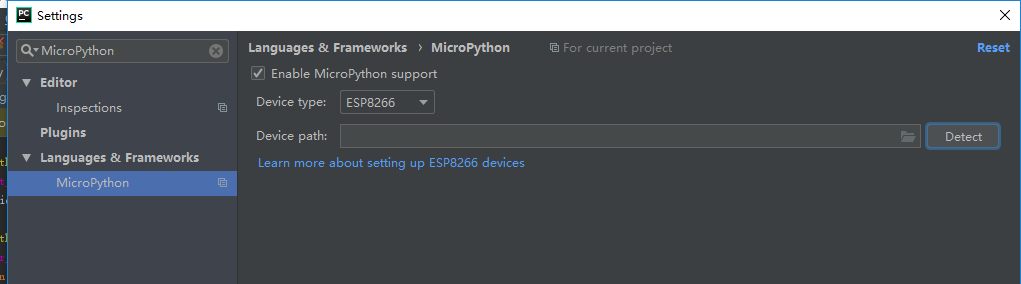 PC Settings
MicroPython
Languages & Frameworks › MicroPython
For current project
Reset
Editor
Inspections
Plugins
Languages & Frameworks
MicroPython
Enable MicroPython support
Device type: ESP8266
Device path:
Detect
Learn more about setting up ESP8266 devices